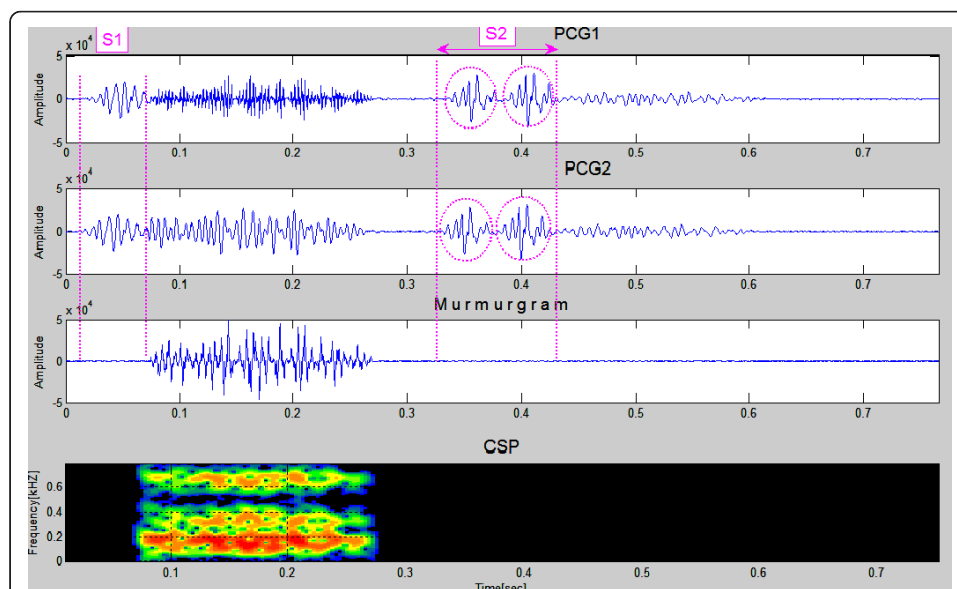 S1
S2
PCG1
x 10⁴
Amplitude
5
0
-5
0 0.1 0.2 0.3 0.4 0.5 0.6 0.7
PCG2
x 10⁴
Amplitude
5
0
-5
0 0.1 0.2 0.3 0.4 0.5 0.6 0.7
Murmurgram
x 10⁴
Amplitude
5
0
-5
0 0.1 0.2 0.3 0.4 0.5 0.6 0.7
CSP
Frequency[kHZ]
0.6
0.4
0.2
0
0.1 0.2 0.3 0.4 0.5 0.6 0.7
Time[sec]